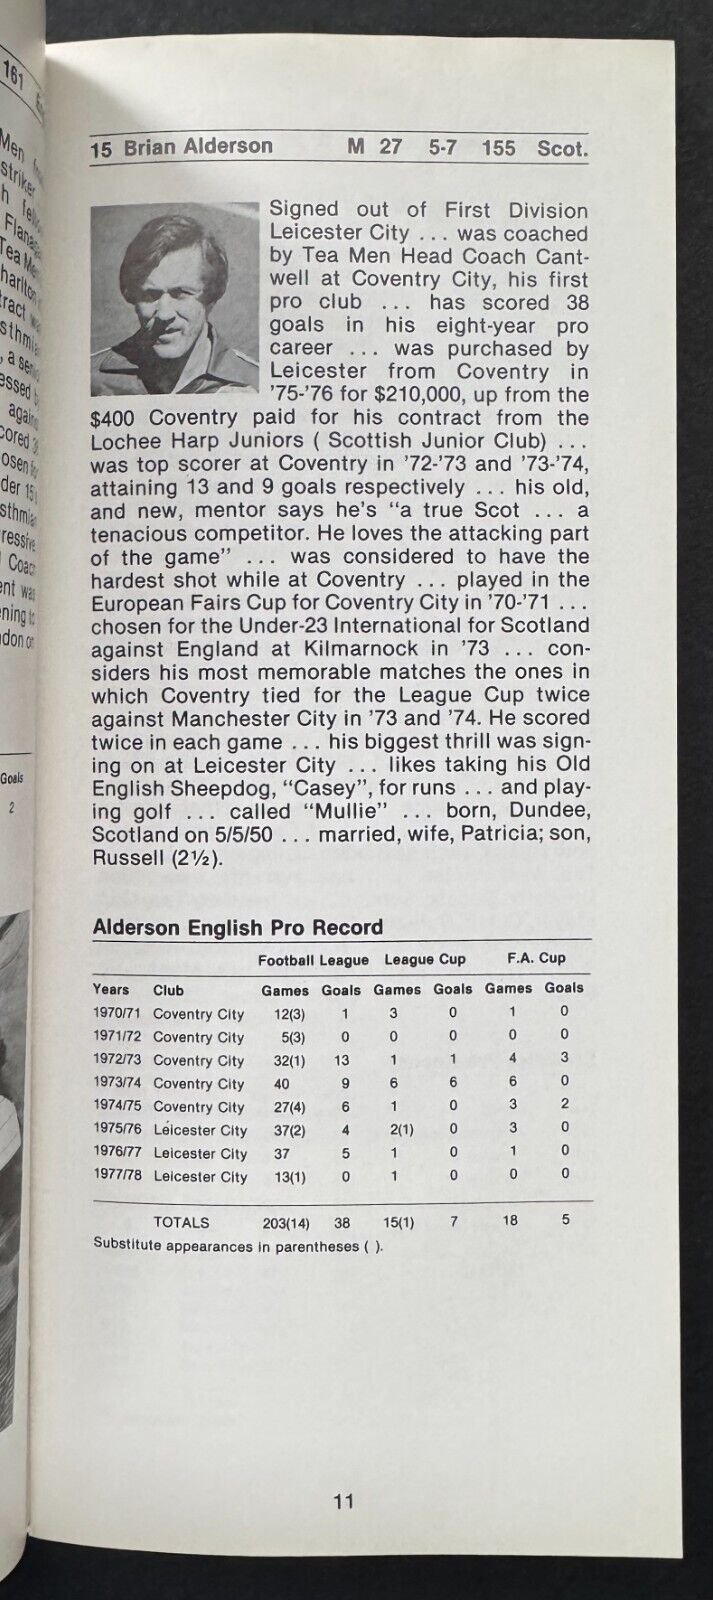 161
Men
striker
Tea Men
tract
a
against
Coach
Goals
2
15 Brian Alderson M 27 5-7 155 Scot.
Signed out of First Division
Leicester City ... was coached
by Tea Men Head Coach Cant-
well at Coventry City, his first
pro club ... has scored 38
goals in his eight-year pro
career ... was purchased by
Leicester from Coventry in
'75-'76 for $210,000, up from the
$400 Coventry paid for his contract from the
Lochee Harp Juniors ( Scottish Junior Club) ...
was top scorer at Coventry in '72-'73 and '73-'74,
attaining 13 and 9 goals respectively ... his old,
and new, mentor says he's "a true Scot ... a
tenacious competitor. He loves the attacking part
of the game" ... was considered to have the
hardest shot while at Coventry ... played in the
European Fairs Cup for Coventry City in '70-'71 ...
chosen for the Under-23 International for Scotland
against England at Kilmarnock in '73 ... con-
siders his most memorable matches the ones in
which Coventry tied for the League Cup twice
against Manchester City in '73 and '74. He scored
twice in each game ... his biggest thrill was sign-
ing on at Leicester City ... likes taking his Old
English Sheepdog, "Casey", for runs ... and play-
ing golf ... called "Mullie" ... born, Dundee,
Scotland on 5/5/50 ... married, wife, Patricia; son,
Russell (2½).
Alderson English Pro Record
Football League League Cup F.A. Cup
Years Club Games Goals Games Goals Games Goals
1970/71 Coventry City 12(3) 1 3 0 1 0
1971/72 Coventry City 5(3) 0 0 0 0 0
1972/73 Coventry City 32(1) 13 1 1 4 3
1973/74 Coventry City 40 9 6 6 6 0
1974/75 Coventry City 27(4) 6 1 0 3 2
1975/76 Leicester City 37(2) 4 2(1) 0 3 0
1976/77 Leicester City 37 5 1 0 1 0
1977/78 Leicester City 13(1) 0 1 0 0 0
TOTALS 203(14) 38 15(1) 7 18 5
Substitute appearances in parentheses ( ).
11